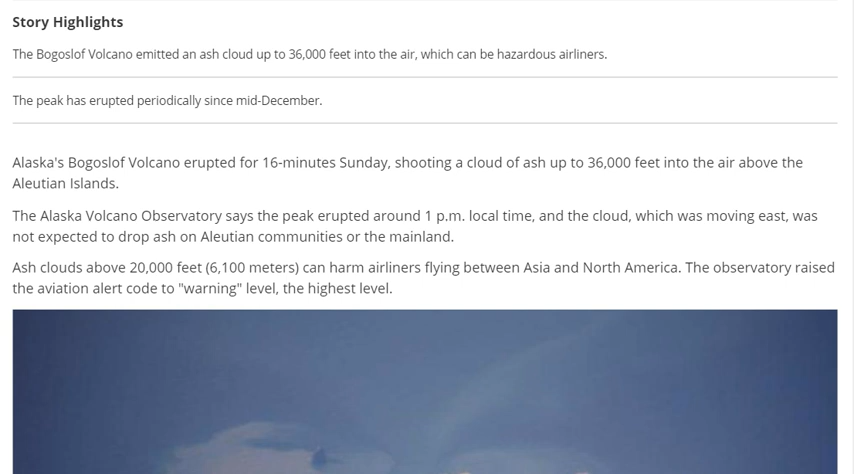 Story Highlights
The Bogoslof Volcano emitted an ash cloud up to 36,000 feet into the air, which can be hazardous airliners.
The peak has erupted periodically since mid-December.
Alaska's Bogoslof Volcano erupted for 16-minutes Sunday, shooting a cloud of ash up to 36,000 feet into the air above the
Aleutian Islands.
The Alaska Volcano Observatory says the peak erupted around 1 p.m. local time, and the cloud, which was moving east, was
not expected to drop ash on Aleutian communities or the mainland.
Ash clouds above 20,000 feet (6,100 meters) can harm airliners flying between Asia and North America. The observatory raised
the aviation alert code to "warning" level, the highest level.